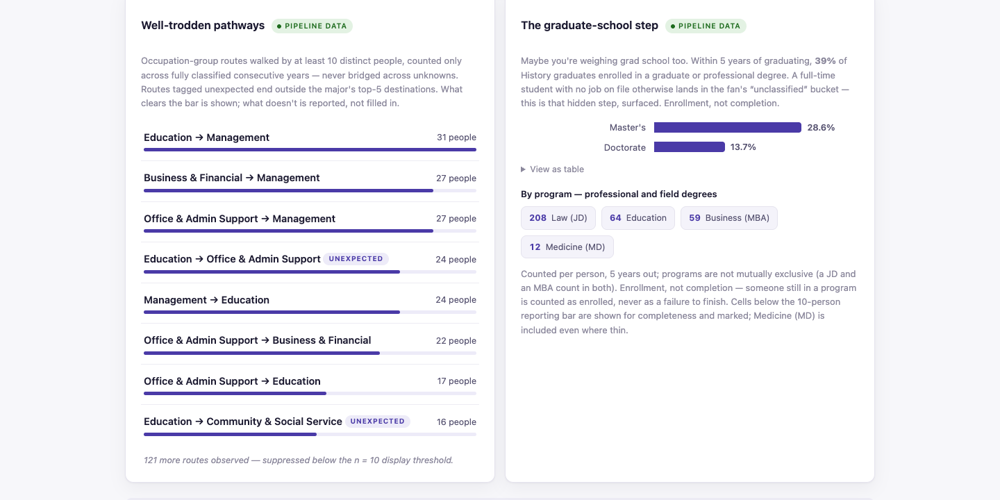 Well-trodden pathways
PIPELINE DATA
Occupation-group routes walked by at least 10 distinct people, counted only
across fully classified consecutive years — never bridged across unknowns.
Routes tagged unexpected end outside the major's top-5 destinations. What
clears the bar is shown; what doesn't is reported, not filled in.
Education → Management
31 people
Business & Financial → Management
27 people
Office & Admin Support → Management
27 people
Education → Office & Admin Support UNEXPECTED
24 people
Management → Education
24 people
Office & Admin Support → Business & Financial
22 people
Office & Admin Support → Education
17 people
Education → Community & Social Service UNEXPECTED
16 people
121 more routes observed — suppressed below the n = 10 display threshold.
The graduate-school step
PIPELINE DATA
Maybe you're weighing grad school too. Within 5 years of graduating, 39% of
History graduates enrolled in a graduate or professional degree. A full-time
student with no job on file otherwise lands in the fan's "unclassified" bucket —
this is that hidden step, surfaced. Enrollment, not completion.
Master's 28.6%
Doctorate 13.7%
▶ View as table
By program — professional and field degrees
208 Law (JD)
64 Education
59 Business (MBA)
12 Medicine (MD)
Counted per person, 5 years out; programs are not mutually exclusive (a JD and
an MBA count in both). Enrollment, not completion — someone still in a program
is counted as enrolled, never as a failure to finish. Cells below the 10-person
reporting bar are shown for completeness and marked; Medicine (MD) is
included even where thin.